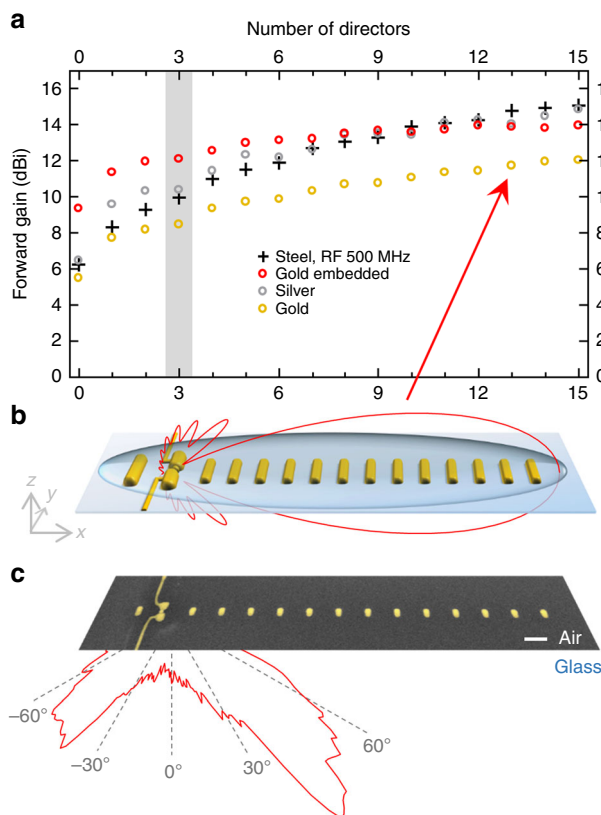 a
Number of directors
0 3 6 9 12 15
16
14
12
10
8
6
4
2
0
Forward gain (dBi)
Steel, RF 500 MHz
Gold embedded
Silver
Gold
0 3 6 9 12 15
b
z
y
x
c
Air
Glass
–60°
–30°
0°
30°
60°